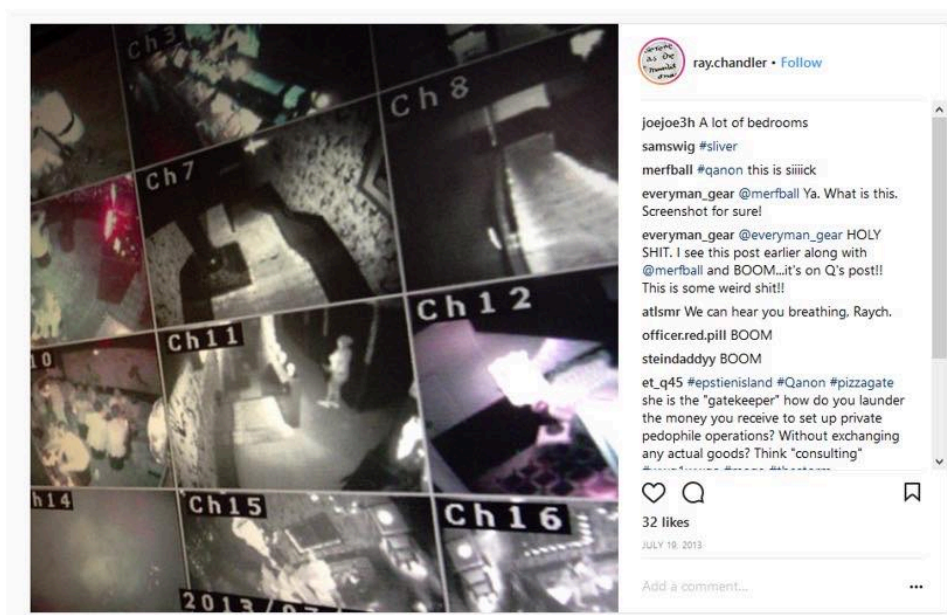 Ch3
Ch 8
Ch7
Ch 12
Ch11
10
h14
Ch15
Ch 16
2013/07
ray.chandler • Follow
joejoe3h A lot of bedrooms
samswig #sliver
merfball #qanon this is siiiick
everyman_gear @merfball Ya. What is this.
Screenshot for sure!
everyman_gear @everyman_gear HOLY
SHIT. I see this post earlier along with
@merfball and BOOM...it's on Q's post!!
This is some weird shit!!
atlsmr We can hear you breathing, Raych.
officer.red.pill BOOM
steindaddyy BOOM
et_q45 #epstienisland #Qanon #pizzagate
she is the "gatekeeper" how do you launder
the money you receive to set up private
pedophile operations? Without exchanging
any actual goods? Think "consulting"
32 likes
JULY 19, 2013
Add a comment...